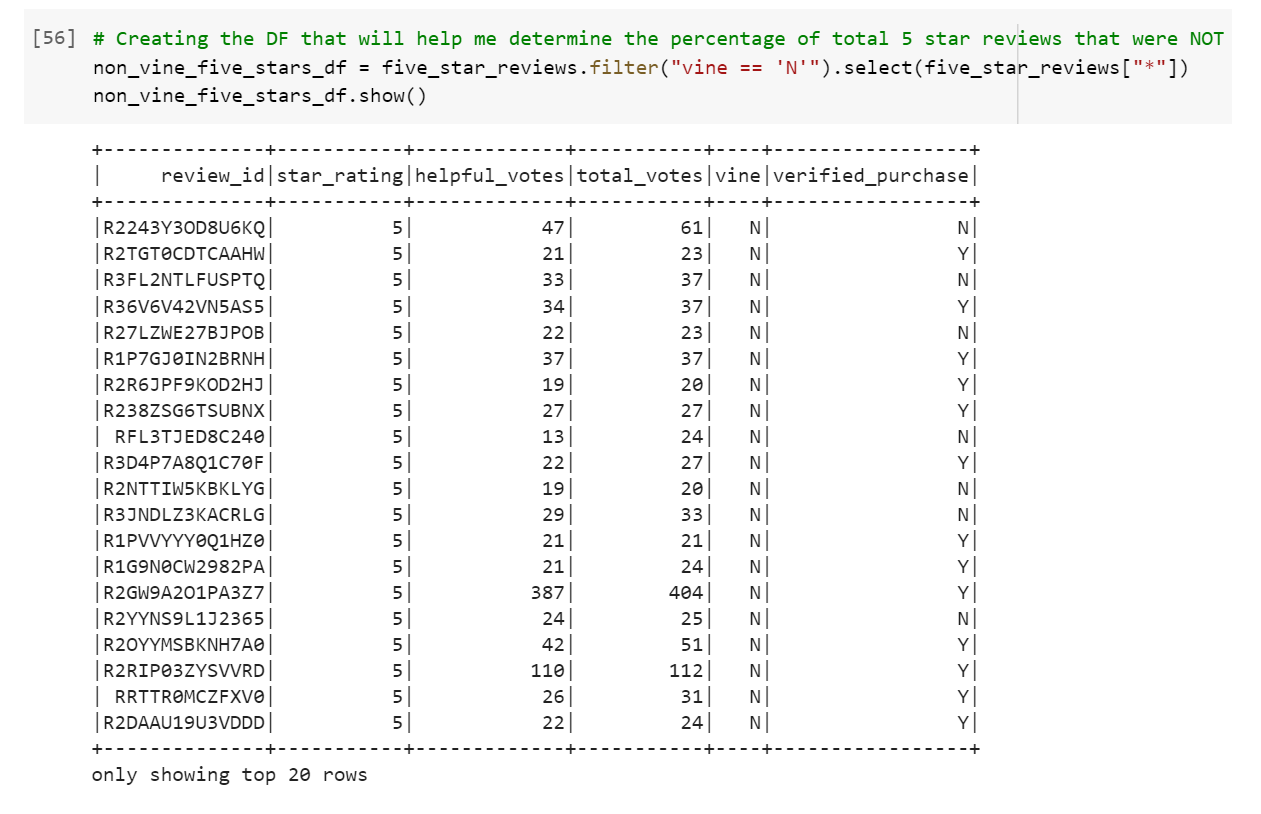 [56] # Creating the DF that will help me determine the percentage of total 5 star reviews that were NOT
non_vine_five_stars_df = five_star_reviews.filter("vine == 'N'").select(five_star_reviews["*"])
non_vine_five_stars_df.show()
+--------------+-----------+-------------+-----------+----+-----------------+
|     review_id|star_rating|helpful_votes|total_votes|vine|verified_purchase|
+--------------+-----------+-------------+-----------+----+-----------------+
|R2243Y3OD8U6KQ|          5|           47|         61|   N|                N|
|R2TGT0CDTCAAHW|          5|           21|         23|   N|                Y|
|R3FL2NTLFUSPTQ|          5|           33|         37|   N|                N|
|R36V6V42VN5AS5|          5|           34|         37|   N|                Y|
|R27LZWE27BJPOB|          5|           22|         23|   N|                N|
|R1P7GJ0IN2BRNH|          5|           37|         37|   N|                Y|
|R2R6JPF9KOD2HJ|          5|           19|         20|   N|                Y|
|R238ZSG6TSUBNX|          5|           27|         27|   N|                Y|
| RFL3TJED8C240|          5|           13|         24|   N|                N|
|R3D4P7A8Q1C70F|          5|           22|         27|   N|                Y|
|R2NTTIW5KBKLYG|          5|           19|         20|   N|                N|
|R3JNDLZ3KACRLG|          5|           29|         33|   N|                N|
|R1PVVYYY0Q1HZ0|          5|           21|         21|   N|                Y|
|R1G9N0CW2982PA|          5|           21|         24|   N|                Y|
|R2GW9A2O1PA3Z7|          5|          387|        404|   N|                Y|
|R2YYNS9L1J2365|          5|           24|         25|   N|                N|
|R2OYYMSBKNH7A0|          5|           42|         51|   N|                Y|
|R2RIP03ZYSVVRD|          5|          110|        112|   N|                Y|
| RRTTR0MCZFXV0|          5|           26|         31|   N|                Y|
|R2DAAU19U3VDDD|          5|           22|         24|   N|                Y|
+--------------+-----------+-------------+-----------+----+-----------------+
only showing top 20 rows